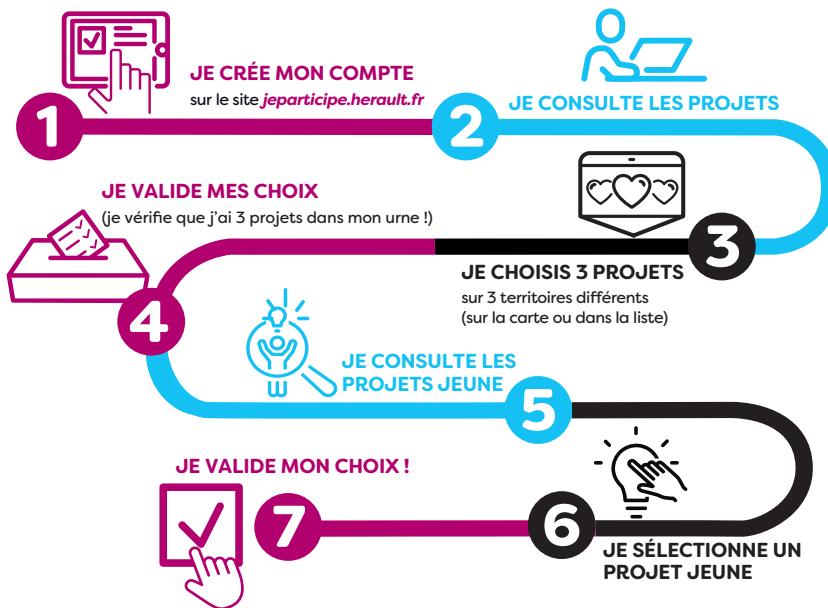 1
JE CRÉE MON COMPTE
sur le site jeparticipe.herault.fr
2
JE CONSULTE LES PROJETS
3
JE CHOISIS 3 PROJETS
sur 3 territoires différents
(sur la carte ou dans la liste)
4
JE VALIDE MES CHOIX
(je vérifie que j'ai 3 projets dans mon urne !)
5
JE CONSULTE LES
PROJETS JEUNE
6
JE SÉLECTIONNE UN
PROJET JEUNE
7
JE VALIDE MON CHOIX !